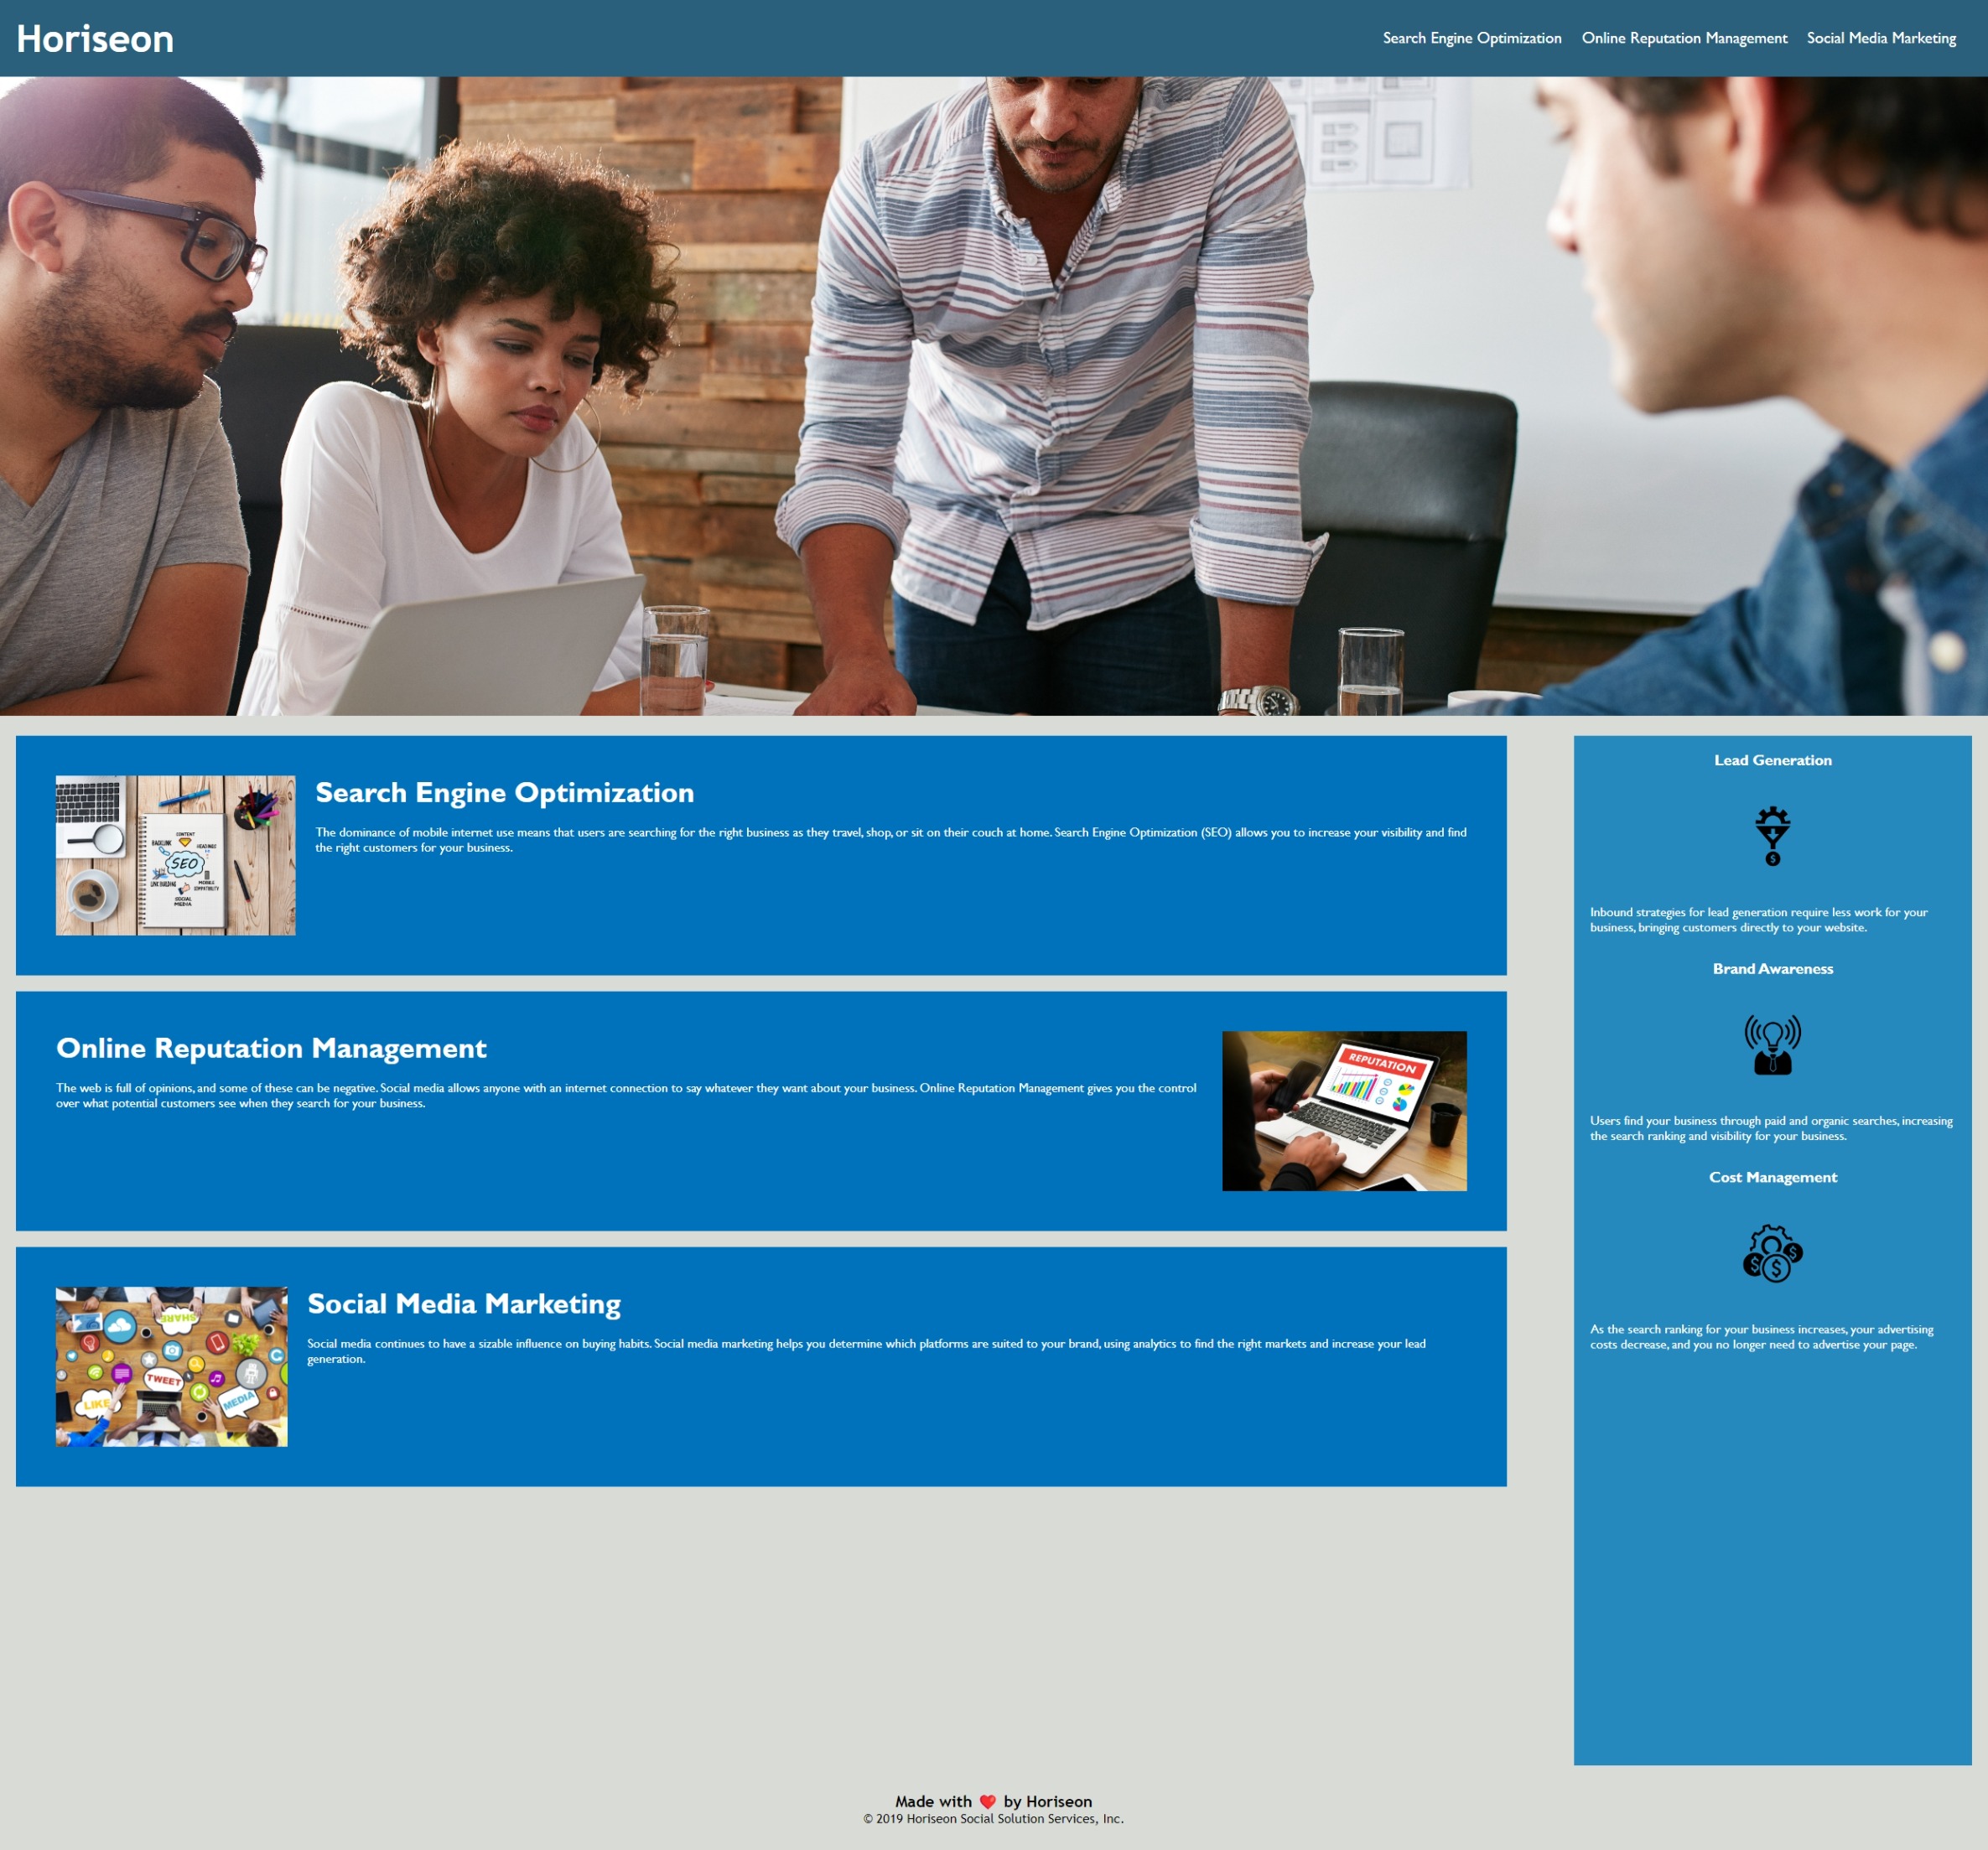 Horiseon
Search Engine Optimization Online Reputation Management Social Media Marketing
CONTENT
BACKLINK
HEADINGS
SEO
LINK BUILDING
MOBILE
COMPATIBILITY
SOCIAL
MEDIA
Search Engine Optimization
The dominance of mobile internet use means that users are searching for the right business as they travel, shop, or sit on their couch at home. Search Engine Optimization (SEO) allows you to increase your visibility and find
the right customers for your business.
Online Reputation Management
The web is full of opinions, and some of these can be negative. Social media allows anyone with an internet connection to say whatever they want about your business. Online Reputation Management gives you the control
over what potential customers see when they search for your business.
REPUTATION
SHARE
TWEET
LIKE
MEDIA
Social Media Marketing
Social media continues to have a sizable influence on buying habits. Social media marketing helps you determine which platforms are suited to your brand, using analytics to find the right markets and increase your lead
generation.
Lead Generation
$
Inbound strategies for lead generation require less work for your
business, bringing customers directly to your website.
Brand Awareness
Users find your business through paid and organic searches, increasing
the search ranking and visibility for your business.
Cost Management
$ $ $
As the search ranking for your business increases, your advertising
costs decrease, and you no longer need to advertise your page.
Made with ❤️ by Horiseon
© 2019 Horiseon Social Solution Services, Inc.